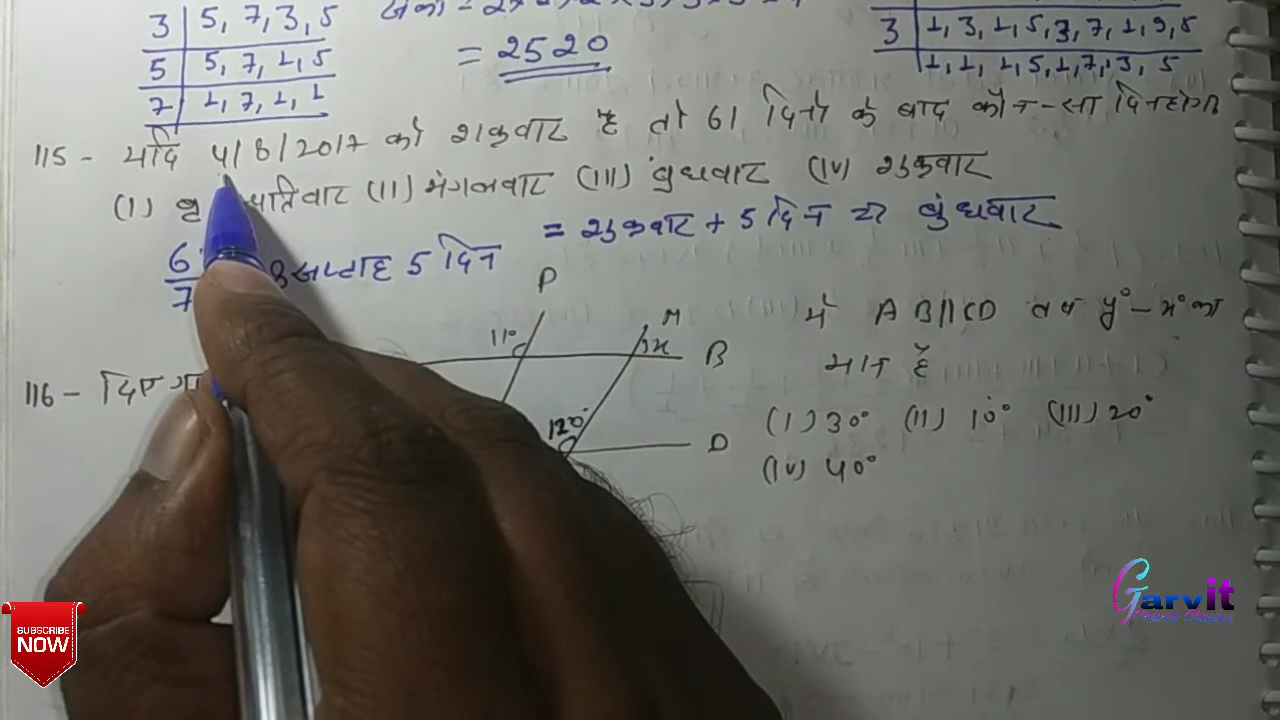 3 | 5, 7, 3, 5
5 | 5, 7, 1, 5
7 | 1, 7, 1, 1
= 2520
3 | 1, 3, 1, 5, 3, 7, 1, 9, 5
1, 1, 1, 5, 1, 7, 3, 5
115 - यदि 4/8/2017 को शुक्रवार है तो 61 दिनो के बाद कौन-सा दिन होगा
(I) (II) मंगलवार (III) बुधवार (IV) शुक्रवार
= शुक्रवार + 5 दिन बुधवार
सप्ताह 5 दिन
P
110 M
x B
116 -
120° D
में AB||CD तब y° - x° का
मान है
(I) 30° (II) 10° (III) 20°
(IV) 40°
SUBSCRIBE
NOW
Garvit